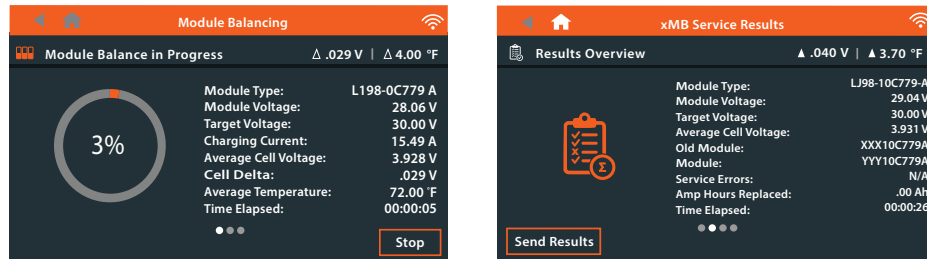 Module Balancing
Module Balance in Progress Δ .029 V | Δ 4.00 °F
3%
Module Type: L198-0C779 A
Module Voltage: 28.06 V
Target Voltage: 30.00 V
Charging Current: 15.49 A
Average Cell Voltage: 3.928 V
Cell Delta: .029 V
Average Temperature: 72.00 °F
Time Elapsed: 00:00:05
Stop
xMB Service Results
Results Overview ▲ .040 V | ▲ 3.70 °F
Σ
Module Type: LJ98-10C779-A
Module Voltage: 29.04 V
Target Voltage: 30.00 V
Average Cell Voltage: 3.931 V
Old Module: XXX10C779A
Module: YYY10C779A
Service Errors: N/A
Amp Hours Replaced: .00 Ah
Time Elapsed: 00:00:26
Send Results